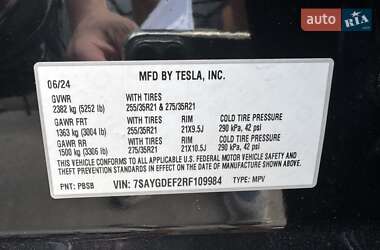 auto RIA
MFD BY TESLA, INC.
06/24
GVWR WITH TIRES
2382 kg (5252 lb) 255/35R21 & 275/35R21
GAWR FRT WITH TIRES RIM COLD TIRE PRESSURE
1363 kg (3004 lb) 255/35R21 21X9.5J 290 kPa, 42 psi
GAWR RR WITH TIRES RIM COLD TIRE PRESSURE
1500 kg (3306 lb) 275/35R21 21X10.5J 290 kPa, 42 psi
THIS VEHICLE CONFORMS TO ALL APPLICABLE U.S. FEDERAL MOTOR VEHICLE
SAFETY, BUMPER, AND THEFT PREVENTION STANDARDS IN EFFECT ON THE DATE OF
MANUFACTURE SHOWN ABOVE.
PNT: PBSB VIN: 7SAYGDEF2RF109984 TYPE: MPV